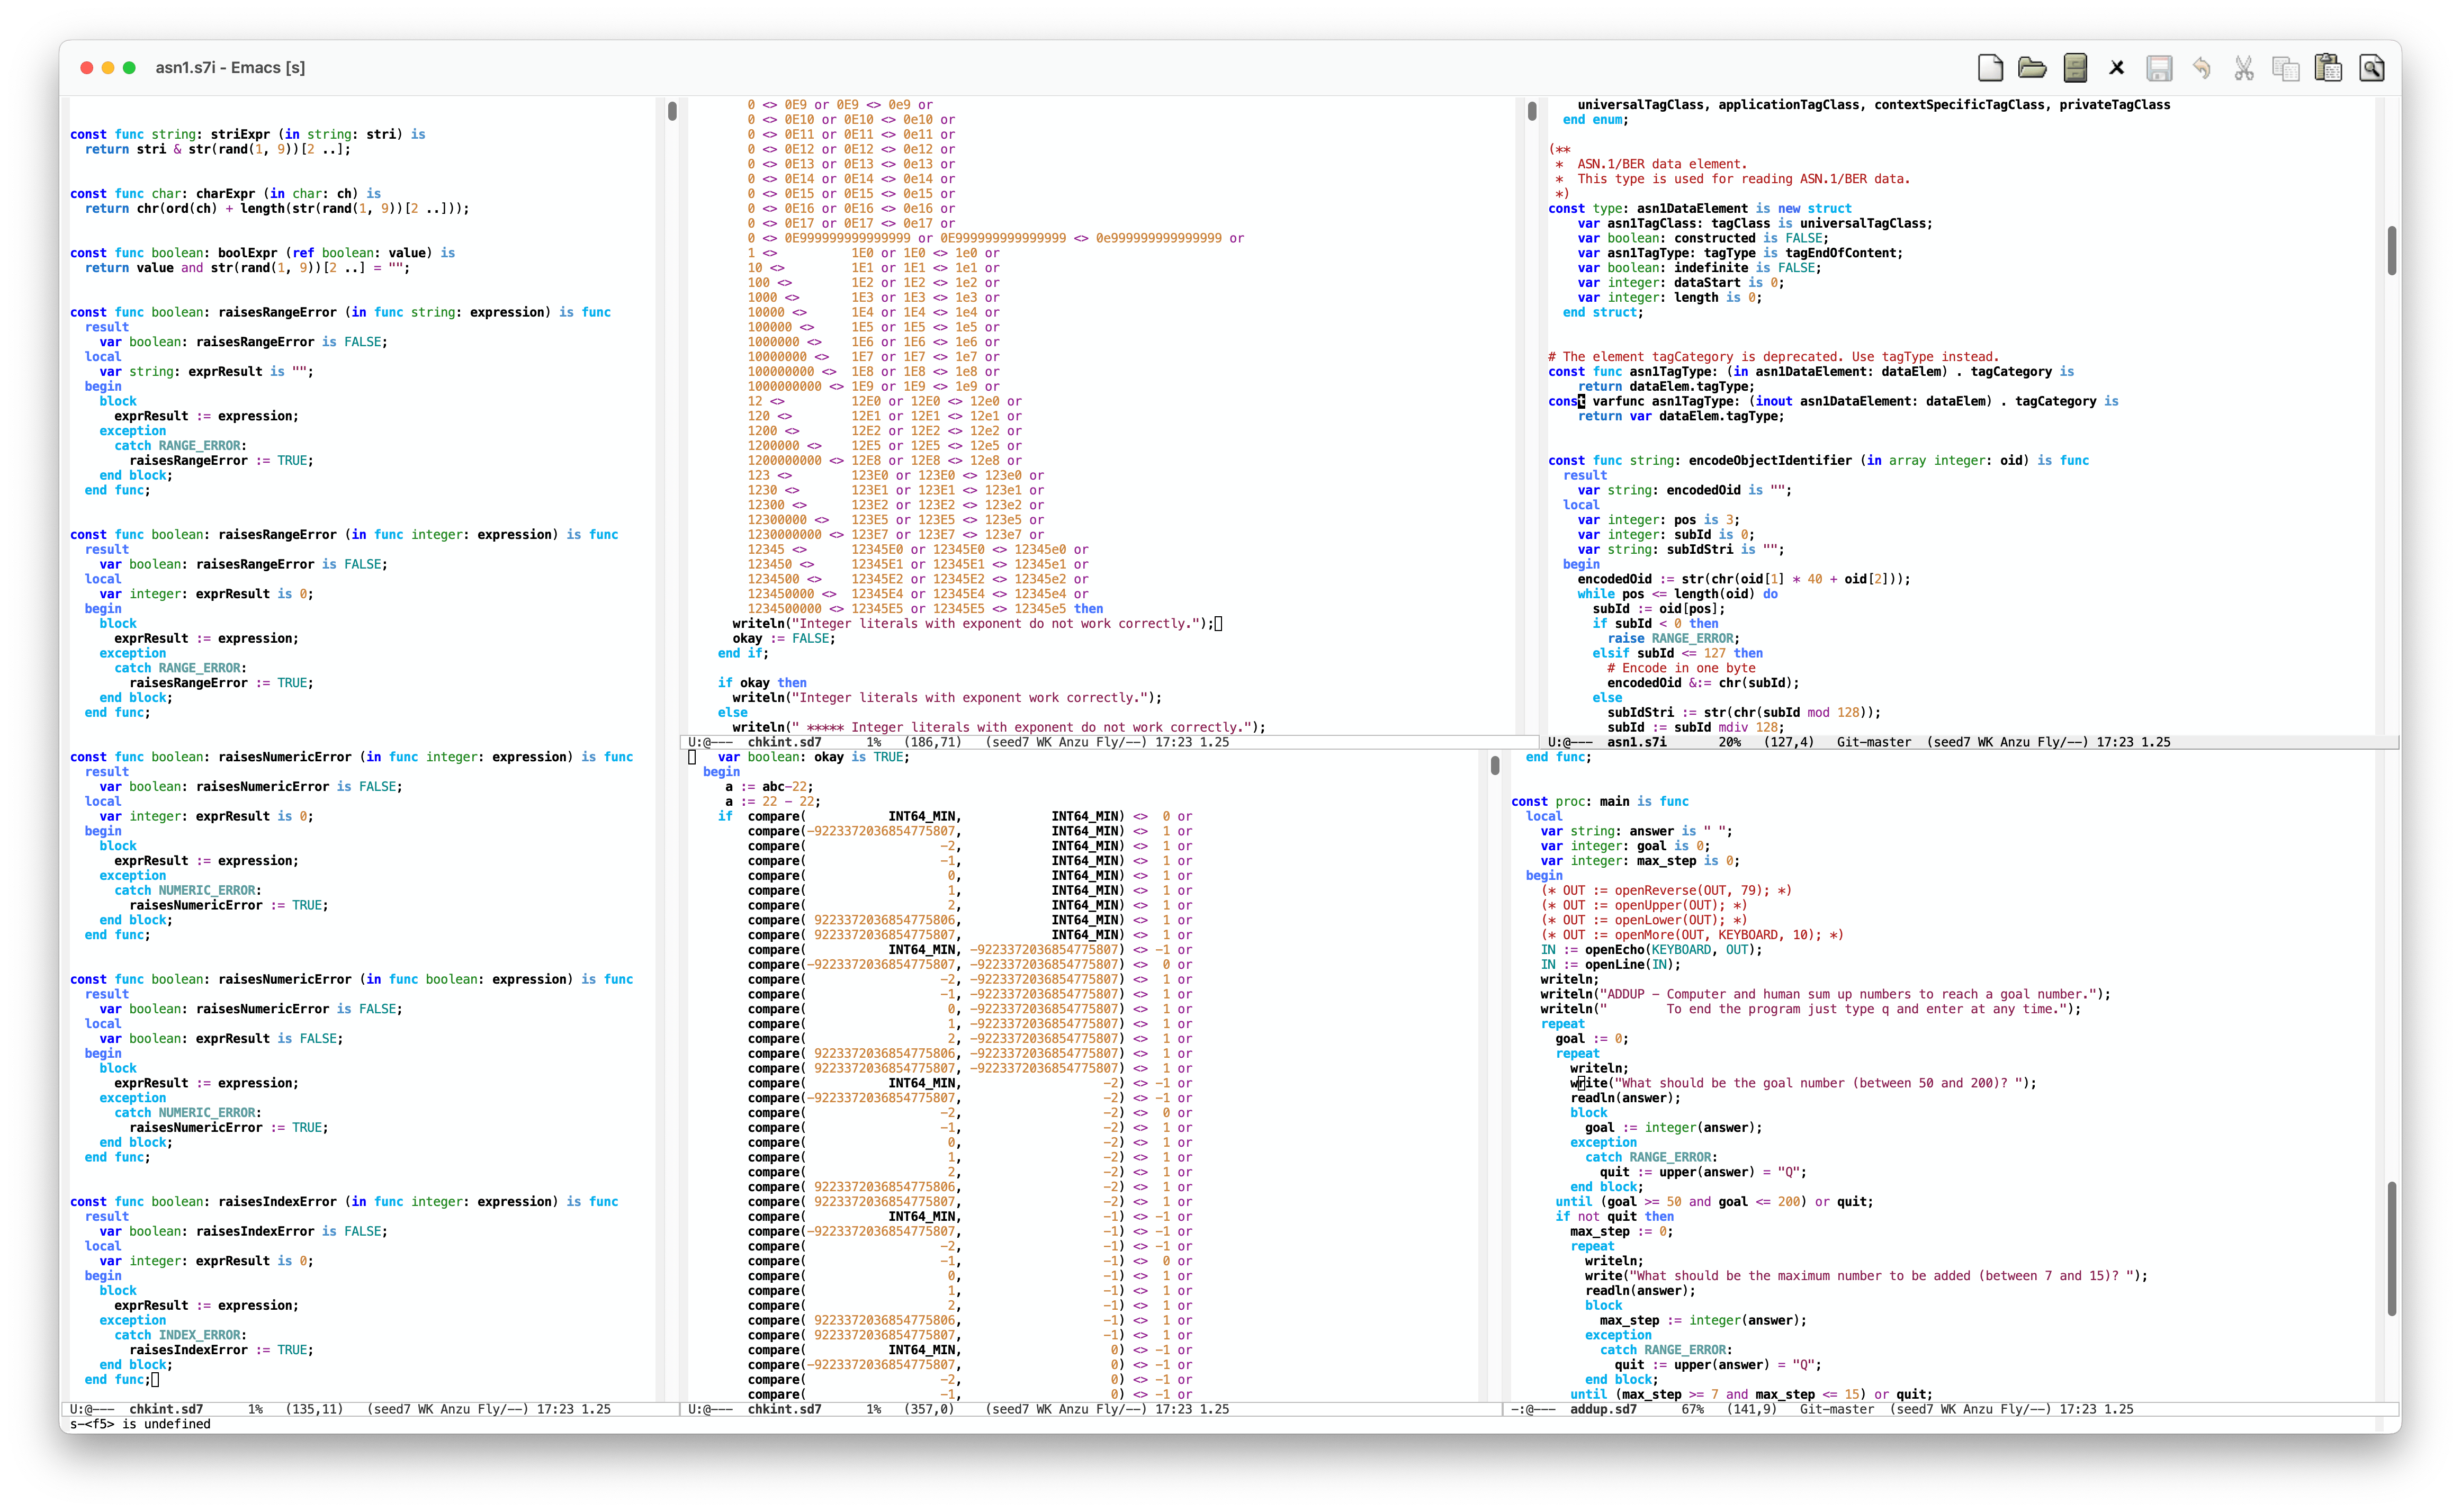 asn1.s7i - Emacs [s]
const func string: striExpr (in string: stri) is
  return stri & str(rand(1, 9))[2 ..];
const func char: charExpr (in char: ch) is
  return chr(ord(ch) + length(str(rand(1, 9))[2 ..]));
const func boolean: boolExpr (ref boolean: value) is
  return value and str(rand(1, 9))[2 ..] = "";
const func boolean: raisesRangeError (in func string: expression) is func
  result
    var boolean: raisesRangeError is FALSE;
  local
    var string: exprResult is "";
  begin
    block
      exprResult := expression;
    exception
      catch RANGE_ERROR:
        raisesRangeError := TRUE;
    end block;
  end func;
const func boolean: raisesRangeError (in func integer: expression) is func
  result
    var boolean: raisesRangeError is FALSE;
  local
    var integer: exprResult is 0;
  begin
    block
      exprResult := expression;
    exception
      catch RANGE_ERROR:
        raisesRangeError := TRUE;
    end block;
  end func;
const func boolean: raisesNumericError (in func integer: expression) is func
  result
    var boolean: raisesNumericError is FALSE;
  local
    var integer: exprResult is 0;
  begin
    block
      exprResult := expression;
    exception
      catch NUMERIC_ERROR:
        raisesNumericError := TRUE;
    end block;
  end func;
const func boolean: raisesNumericError (in func boolean: expression) is func
  result
    var boolean: raisesNumericError is FALSE;
  local
    var boolean: exprResult is FALSE;
  begin
    block
      exprResult := expression;
    exception
      catch NUMERIC_ERROR:
        raisesNumericError := TRUE;
    end block;
  end func;
const func boolean: raisesIndexError (in func integer: expression) is func
  result
    var boolean: raisesIndexError is FALSE;
  local
    var integer: exprResult is 0;
  begin
    block
      exprResult := expression;
    exception
      catch INDEX_ERROR:
        raisesIndexError := TRUE;
    end block;
  end func;
U:@---  chkint.sd7      1%   (135,11)   (seed7 WK Anzu Fly/--) 17:23 1.25
s-<f5> is undefined
0 <> 0E9 or 0E9 <> 0e9 or
0 <> 0E10 or 0E10 <> 0e10 or
0 <> 0E11 or 0E11 <> 0e11 or
0 <> 0E12 or 0E12 <> 0e12 or
0 <> 0E13 or 0E13 <> 0e13 or
0 <> 0E14 or 0E14 <> 0e14 or
0 <> 0E15 or 0E15 <> 0e15 or
0 <> 0E16 or 0E16 <> 0e16 or
0 <> 0E17 or 0E17 <> 0e17 or
0 <> 0E999999999999999 or 0E999999999999999 <> 0e999999999999999 or
1 <>          1E0 or 1E0 <> 1e0 or
10 <>         1E1 or 1E1 <> 1e1 or
100 <>        1E2 or 1E2 <> 1e2 or
1000 <>       1E3 or 1E3 <> 1e3 or
10000 <>      1E4 or 1E4 <> 1e4 or
100000 <>     1E5 or 1E5 <> 1e5 or
1000000 <>    1E6 or 1E6 <> 1e6 or
10000000 <>   1E7 or 1E7 <> 1e7 or
100000000 <>  1E8 or 1E8 <> 1e8 or
1000000000 <> 1E9 or 1E9 <> 1e9 or
12 <>         12E0 or 12E0 <> 12e0 or
120 <>        12E1 or 12E1 <> 12e1 or
1200 <>       12E2 or 12E2 <> 12e2 or
1200000 <>    12E5 or 12E5 <> 12e5 or
1200000000 <> 12E8 or 12E8 <> 12e8 or
123 <>        123E0 or 123E0 <> 123e0 or
1230 <>       123E1 or 123E1 <> 123e1 or
12300 <>      123E2 or 123E2 <> 123e2 or
12300000 <>   123E5 or 123E5 <> 123e5 or
1230000000 <> 123E7 or 123E7 <> 123e7 or
12345 <>      12345E0 or 12345E0 <> 12345e0 or
123450 <>     12345E1 or 12345E1 <> 12345e1 or
1234500 <>    12345E2 or 12345E2 <> 12345e2 or
123450000 <>  12345E4 or 12345E4 <> 12345e4 or
1234500000 <> 12345E5 or 12345E5 <> 12345e5 then
  writeln("Integer literals with exponent do not work correctly.");
  okay := FALSE;
end if;
if okay then
  writeln("Integer literals with exponent work correctly.");
else
  writeln(" ***** Integer literals with exponent do not work correctly.");
U:@---  chkint.sd7      1%   (186,71)   (seed7 WK Anzu Fly/--) 17:23 1.25
    var boolean: okay is TRUE;
  begin
     a := abc-22;
     a := 22 - 22;
    if  compare(           INT64_MIN,            INT64_MIN) <>  0 or
        compare(-9223372036854775807,            INT64_MIN) <>  1 or
        compare(                  -2,            INT64_MIN) <>  1 or
        compare(                  -1,            INT64_MIN) <>  1 or
        compare(                   0,            INT64_MIN) <>  1 or
        compare(                   1,            INT64_MIN) <>  1 or
        compare(                   2,            INT64_MIN) <>  1 or
        compare( 9223372036854775806,            INT64_MIN) <>  1 or
        compare( 9223372036854775807,            INT64_MIN) <>  1 or
        compare(           INT64_MIN, -9223372036854775807) <> -1 or
        compare(-9223372036854775807, -9223372036854775807) <>  0 or
        compare(                  -2, -9223372036854775807) <>  1 or
        compare(                  -1, -9223372036854775807) <>  1 or
        compare(                   0, -9223372036854775807) <>  1 or
        compare(                   1, -9223372036854775807) <>  1 or
        compare(                   2, -9223372036854775807) <>  1 or
        compare( 9223372036854775806, -9223372036854775807) <>  1 or
        compare( 9223372036854775807, -9223372036854775807) <>  1 or
        compare(           INT64_MIN,                   -2) <> -1 or
        compare(-9223372036854775807,                   -2) <> -1 or
        compare(                  -2,                   -2) <>  0 or
        compare(                  -1,                   -2) <>  1 or
        compare(                   0,                   -2) <>  1 or
        compare(                   1,                   -2) <>  1 or
        compare(                   2,                   -2) <>  1 or
        compare( 9223372036854775806,                   -2) <>  1 or
        compare( 9223372036854775807,                   -2) <>  1 or
        compare(           INT64_MIN,                   -1) <> -1 or
        compare(-9223372036854775807,                   -1) <> -1 or
        compare(                  -2,                   -1) <> -1 or
        compare(                  -1,                   -1) <>  0 or
        compare(                   0,                   -1) <>  1 or
        compare(                   1,                   -1) <>  1 or
        compare(                   2,                   -1) <>  1 or
        compare( 9223372036854775806,                   -1) <>  1 or
        compare( 9223372036854775807,                   -1) <>  1 or
        compare(           INT64_MIN,                    0) <> -1 or
        compare(-9223372036854775807,                    0) <> -1 or
        compare(                  -2,                    0) <> -1 or
        compare(                  -1,                    0) <> -1 or
U:@---  chkint.sd7      1%   (357,0)    (seed7 WK Anzu Fly/--) 17:23 1.25
    universalTagClass, applicationTagClass, contextSpecificTagClass, privateTagClass
  end enum;
(**
 *  ASN.1/BER data element.
 *  This type is used for reading ASN.1/BER data.
 *)
const type: asn1DataElement is new struct
    var asn1TagClass: tagClass is universalTagClass;
    var boolean: constructed is FALSE;
    var asn1TagType: tagType is tagEndOfContent;
    var boolean: indefinite is FALSE;
    var integer: dataStart is 0;
    var integer: length is 0;
  end struct;
# The element tagCategory is deprecated. Use tagType instead.
const func asn1TagType: (in asn1DataElement: dataElem) . tagCategory is
    return dataElem.tagType;
const varfunc asn1TagType: (inout asn1DataElement: dataElem) . tagCategory is
    return var dataElem.tagType;
const func string: encodeObjectIdentifier (in array integer: oid) is func
  result
    var string: encodedOid is "";
  local
    var integer: pos is 3;
    var integer: subId is 0;
    var string: subIdStri is "";
  begin
    encodedOid := str(chr(oid[1] * 40 + oid[2]));
    while pos <= length(oid) do
      subId := oid[pos];
      if subId < 0 then
        raise RANGE_ERROR;
      elsif subId <= 127 then
        # Encode in one byte
        encodedOid &:= chr(subId);
      else
        subIdStri := str(chr(subId mod 128));
        subId := subId mdiv 128;
U:@---  asn1.s7i       20%   (127,4)   Git-master  (seed7 WK Anzu Fly/--) 17:23 1.25
  end func;
const proc: main is func
  local
    var string: answer is " ";
    var integer: goal is 0;
    var integer: max_step is 0;
  begin
    (* OUT := openReverse(OUT, 79); *)
    (* OUT := openUpper(OUT); *)
    (* OUT := openLower(OUT); *)
    (* OUT := openMore(OUT, KEYBOARD, 10); *)
    IN := openEcho(KEYBOARD, OUT);
    IN := openLine(IN);
    writeln;
    writeln("ADDUP - Computer and human sum up numbers to reach a goal number.");
    writeln("        To end the program just type q and enter at any time.");
    repeat
      goal := 0;
      repeat
        writeln;
        write("What should be the goal number (between 50 and 200)? ");
        readln(answer);
        block
          goal := integer(answer);
        exception
          catch RANGE_ERROR:
            quit := upper(answer) = "Q";
        end block;
      until (goal >= 50 and goal <= 200) or quit;
      if not quit then
        max_step := 0;
        repeat
          writeln;
          write("What should be the maximum number to be added (between 7 and 15)? ");
          readln(answer);
          block
            max_step := integer(answer);
          exception
            catch RANGE_ERROR:
              quit := upper(answer) = "Q";
          end block;
        until (max_step >= 7 and max_step <= 15) or quit;
-:@---  addup.sd7      67%   (141,9)   Git-master  (seed7 WK Anzu Fly/--) 17:23 1.25